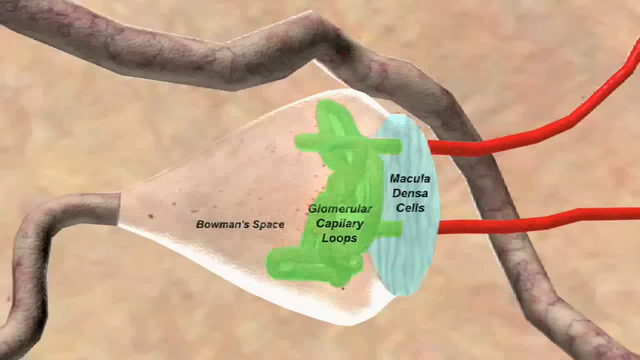 Bowman's Space
Glomerular
Capilary
Loops
Macula
Densa
Cells